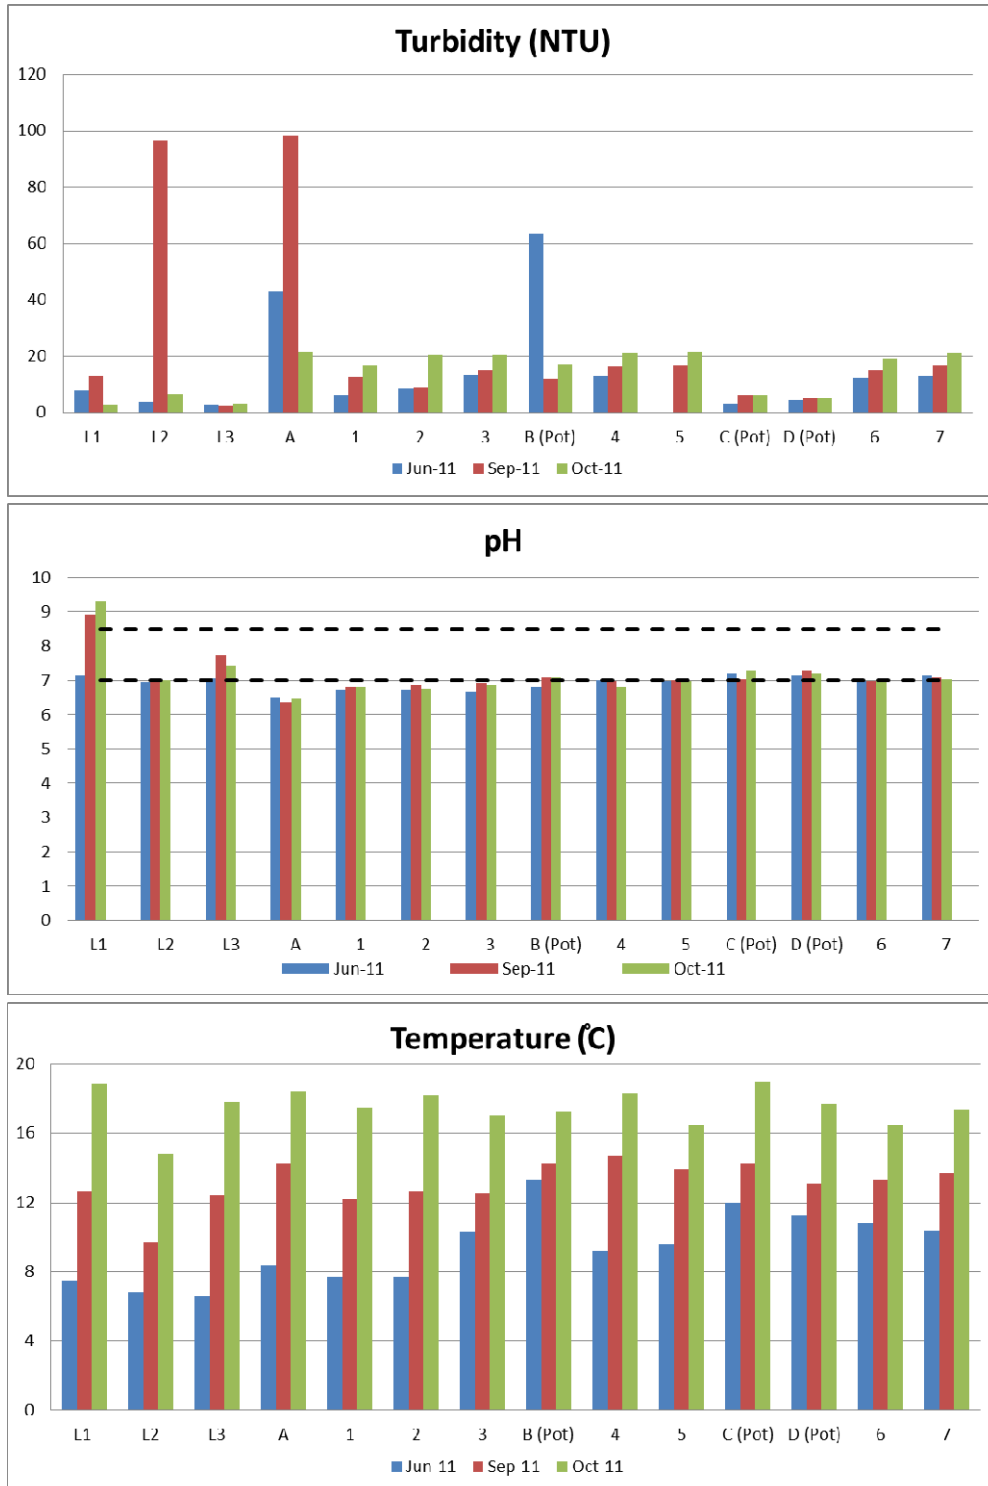 Turbidity (NTU)
120
100
80
60
40
20
0
L1 L2 L3 A 1 2 3 B (Pot) 4 5 C (Pot) D (Pot) 6 7
Jun-11 Sep-11 Oct-11
pH
10
9
8
7
6
5
4
3
2
1
0
L1 L2 L3 A 1 2 3 B (Pot) 4 5 C (Pot) D (Pot) 6 7
Jun-11 Sep-11 Oct-11
Temperature (°C)
20
16
12
8
4
0
L1 L2 L3 A 1 2 3 B (Pot) 4 5 C (Pot) D (Pot) 6 7
Jun 11 Sep 11 Oct 11